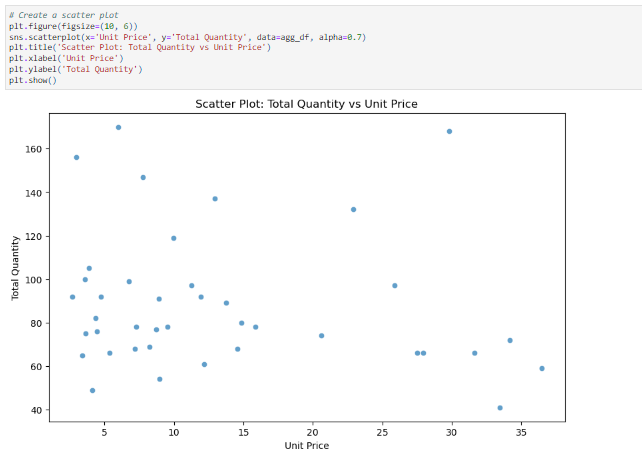 # Create a scatter plot
plt.figure(figsize=(10, 6))
sns.scatterplot(x='Unit Price', y='Total Quantity', data=agg_df, alpha=0.7)
plt.title('Scatter Plot: Total Quantity vs Unit Price')
plt.xlabel('Unit Price')
plt.ylabel('Total Quantity')
plt.show()
Scatter Plot: Total Quantity vs Unit Price
Total Quantity
160
140
120
100
80
60
40
5 10 15 20 25 30 35
Unit Price